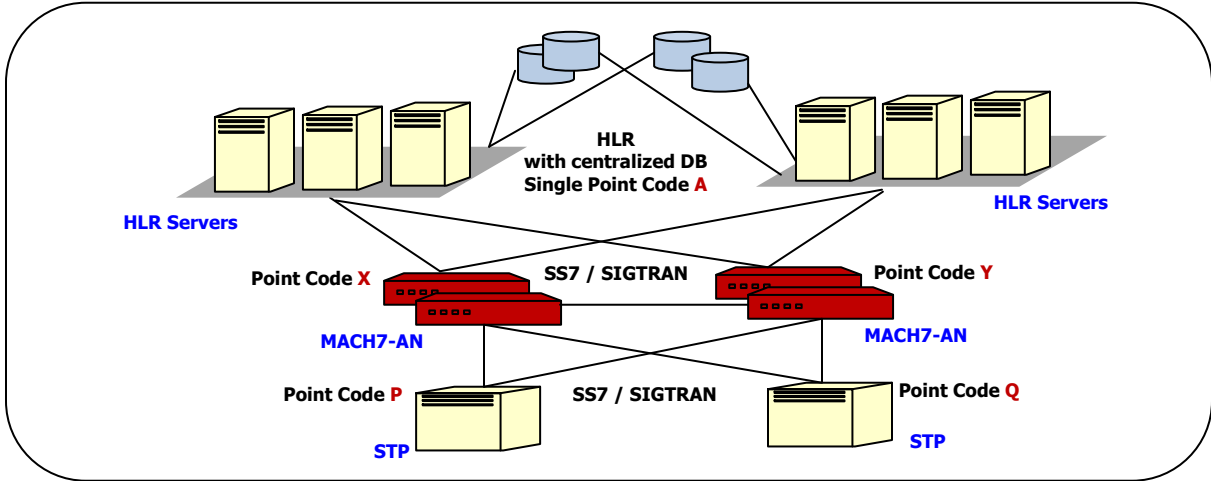 HLR
with centralized DB
Single Point Code A
HLR Servers
HLR Servers
Point Code X
SS7 / SIGTRAN
Point Code Y
MACH7-AN
MACH7-AN
Point Code P
SS7 / SIGTRAN
Point Code Q
STP
STP